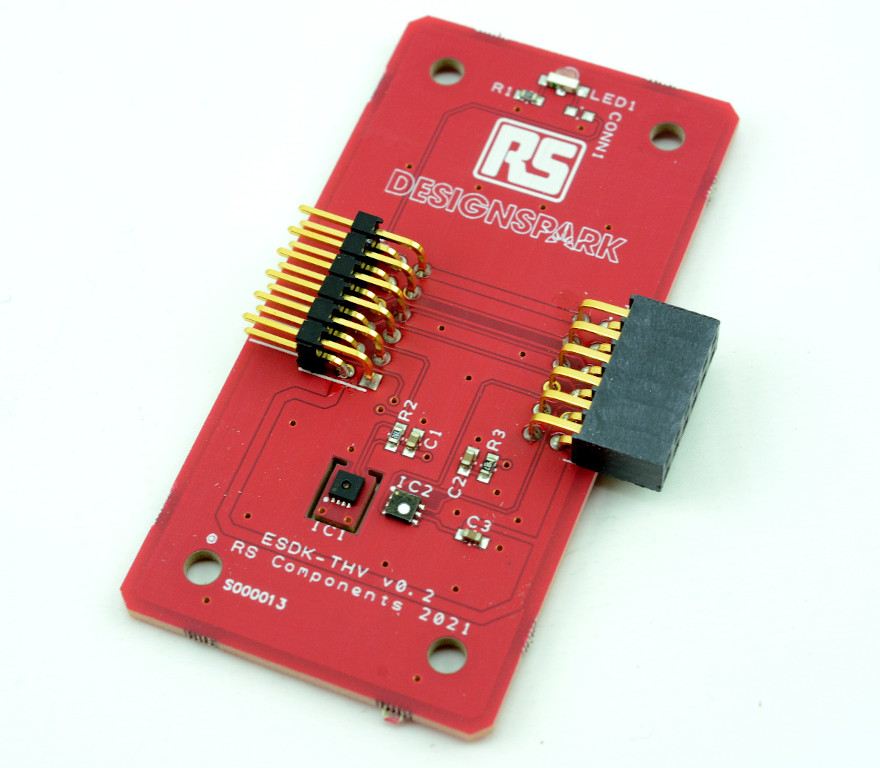 R1
LED1
CONN1
RS
DESIGNSPARK
R2
C1
R3
C2
IC2
IC1
C3
ESDK-THV v0.2
© RS Components 2021
S000013